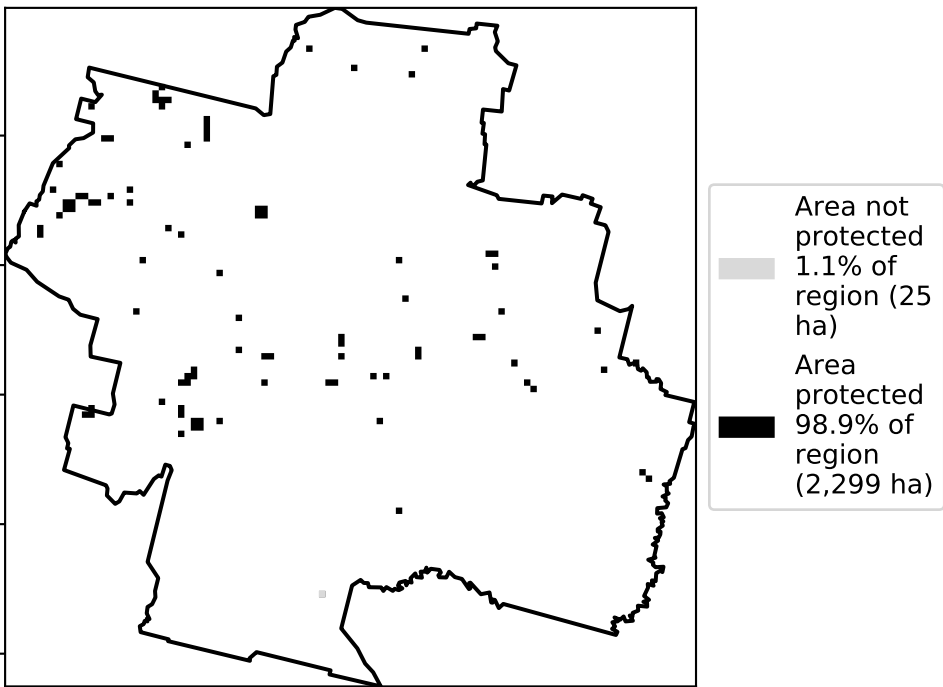 Area not
protected
1.1% of
region (25
ha)
Area
protected
98.9% of
region
(2,299 ha)